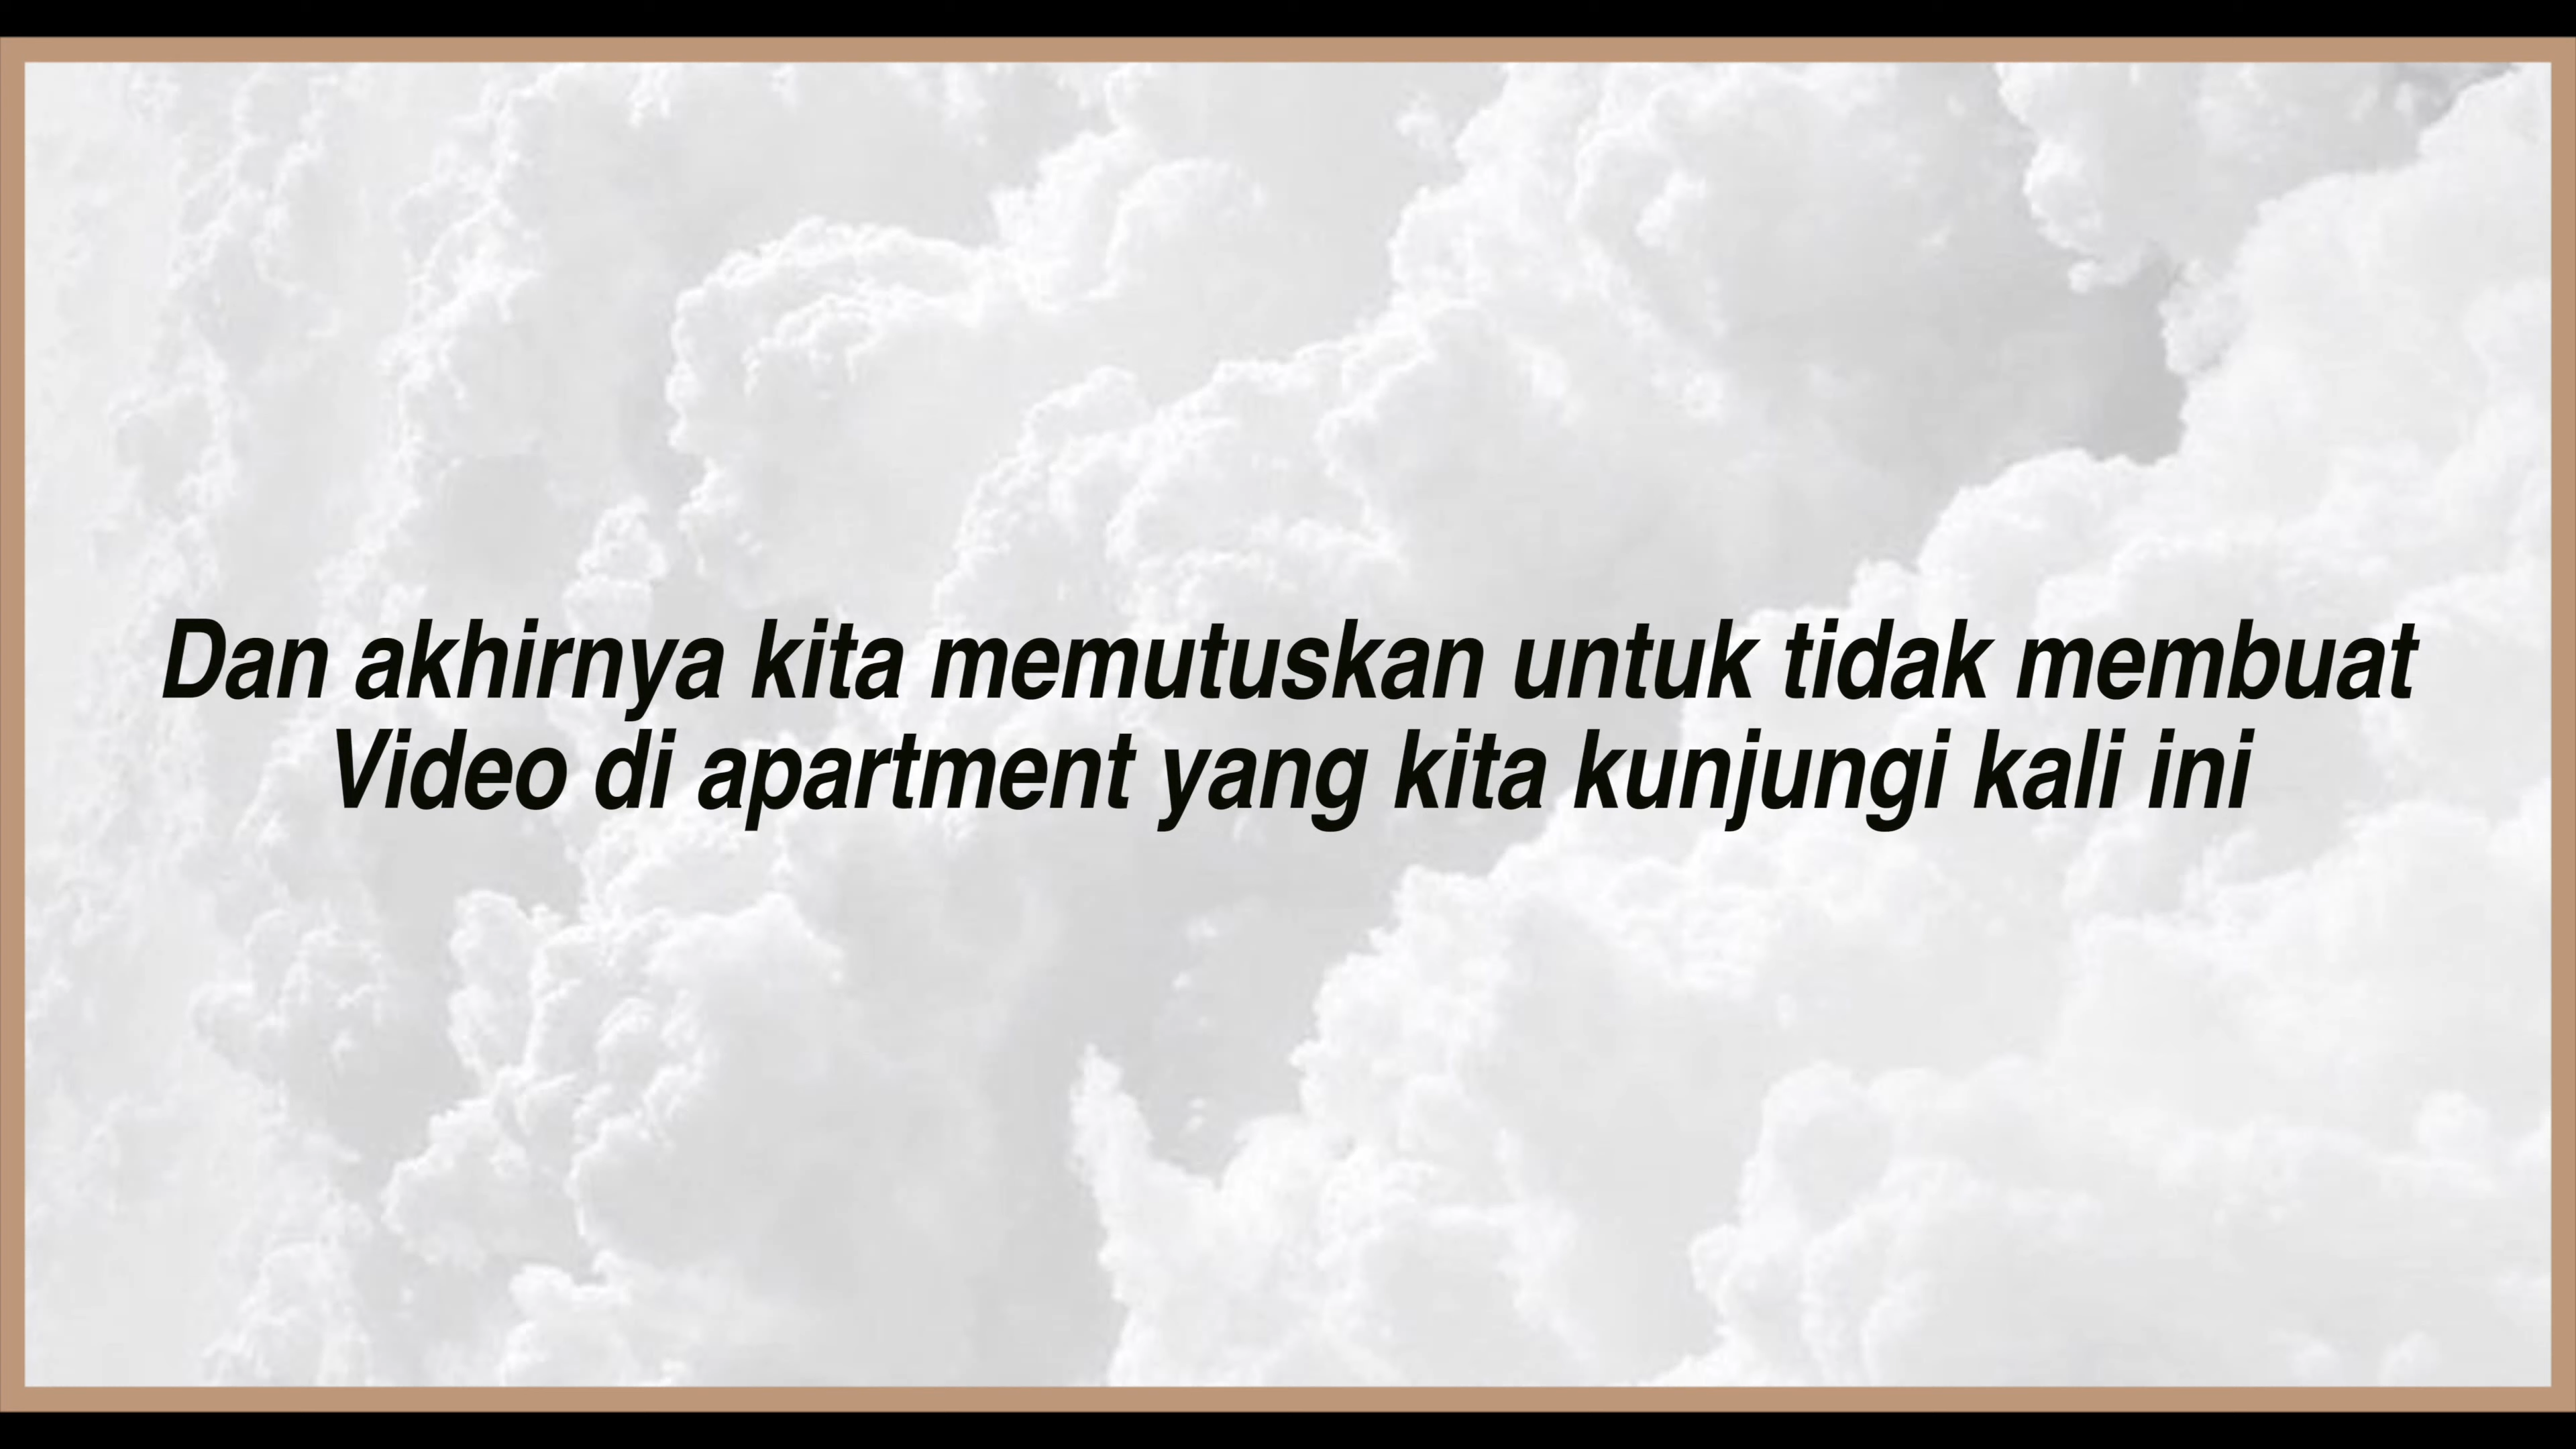 Dan akhirnya kita memutuskan untuk tidak membuat
Video di apartment yang kita kunjungi kali ini